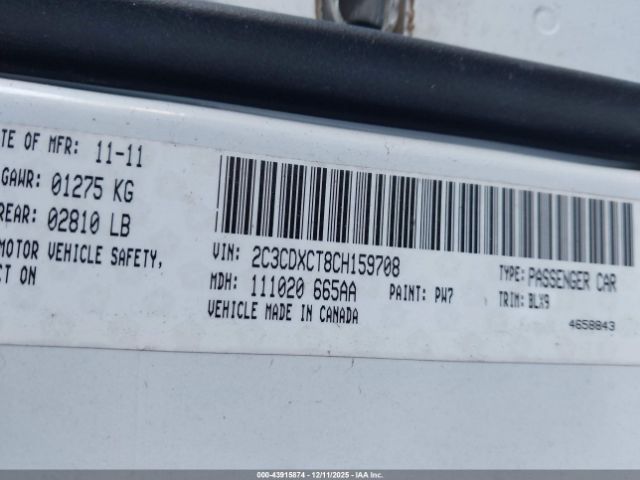 TE OF MFR: 11-11
GAWR: 01275 KG
REAR: 02810 LB
MOTOR VEHICLE SAFETY,
CT ON
VIN: 2C3CDXCT8CH159708
TYPE: PASSENGER CAR
MDH: 111020 665AA PAINT: PW7
TRIM: BLX9
VEHICLE MADE IN CANADA
4658843
000-43915874 - 12/11/2025 - IAA